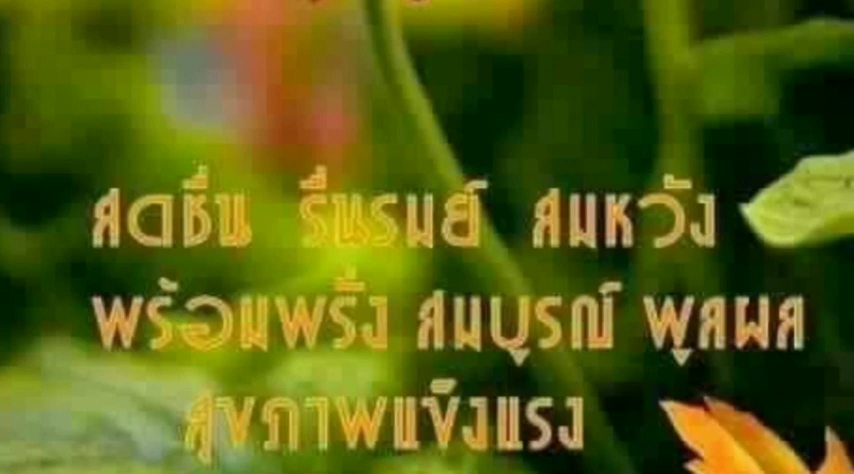 สดชื่น รื่นรมย์ สมหวัง
พร้อมพรั่ง สมบูรณ์ พูลผล
สุขภาพแข็งแรง